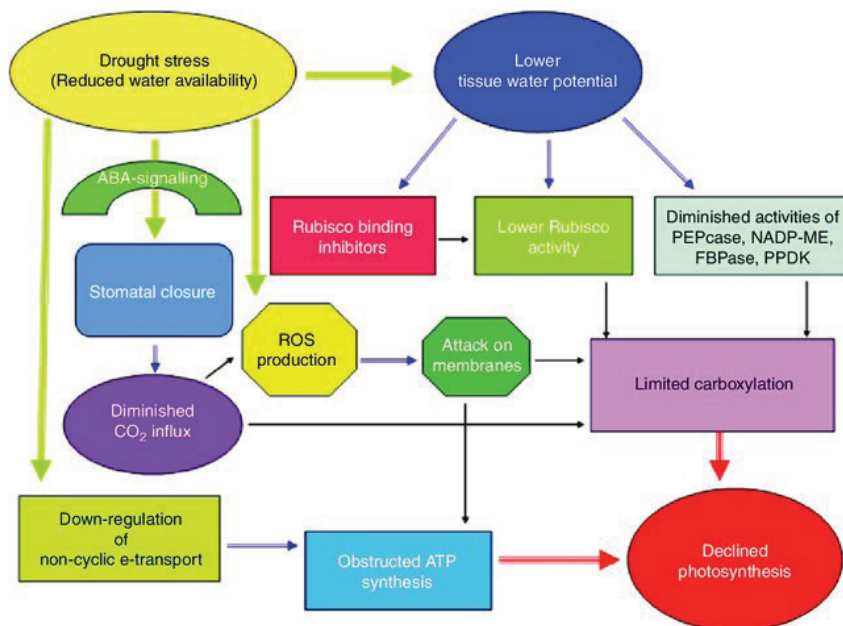 Drought stress
(Reduced water availability)
Lower
tissue water potential
ABA-signalling
Rubisco binding
inhibitors
Lower Rubisco
activity
Diminished activities of
PEPcase, NADP-ME,
FBPase, PPDK
Stomatal closure
ROS
production
Attack on
membranes
Limited carboxylation
Diminished
CO₂ influx
Down-regulation
of
non-cyclic e-transport
Obstructed ATP
synthesis
Declined
photosynthesis